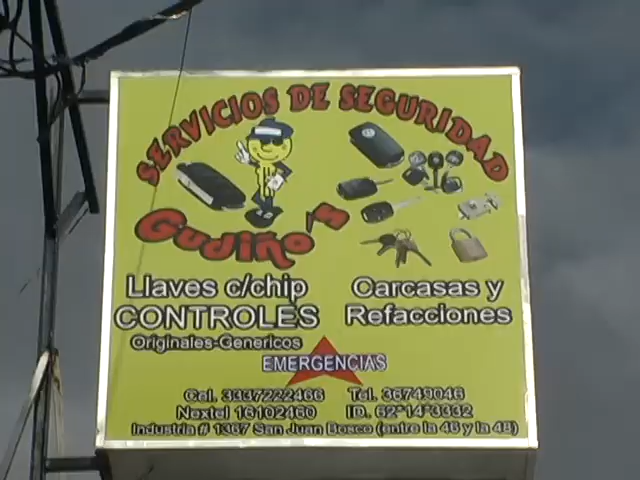 SERVICIOS DE SEGURIDAD
Gudiño'M
Llaves c/chip
CONTROLES
Originales-Genericos
Carcasas y
Refacciones
EMERGENCIAS
Cel. 3337222466 Tel. 36749046
Nextel 16102460 ID. 62*14*3332
Industria # 1367 San Juan Bosco (entre la 46 y la 48)